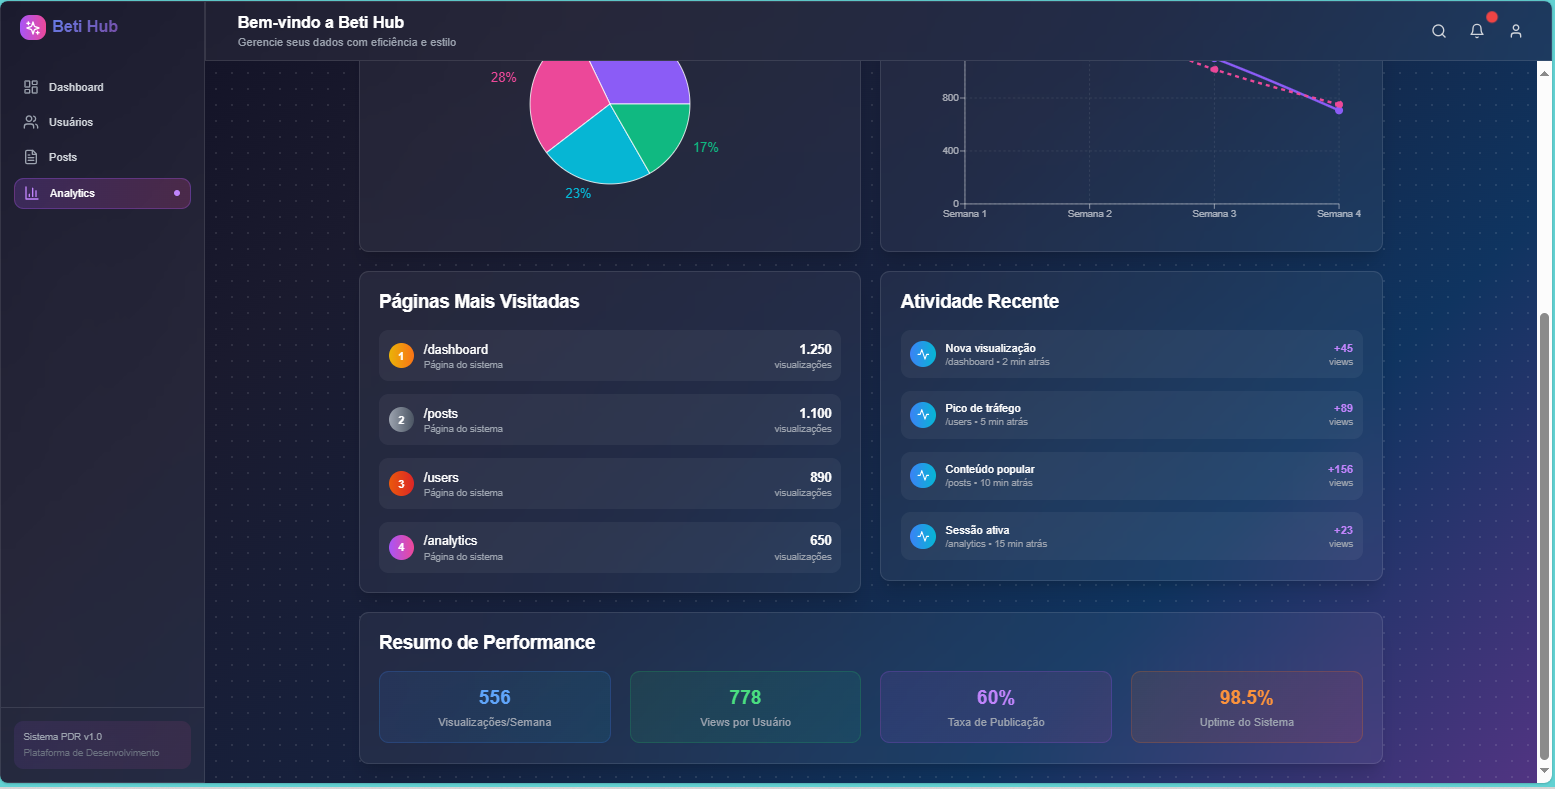 Beti Hub
Bem-vindo a Beti Hub
Gerencie seus dados com eficiência e estilo
Dashboard
Usuários
Posts
Analytics
28%
17%
23%
800
400
0
Semana 1
Semana 2
Semana 3
Semana 4
Páginas Mais Visitadas
1
/dashboard
1.250
Página do sistema
visualizações
2
/posts
1.100
Página do sistema
visualizações
3
/users
890
Página do sistema
visualizações
4
/analytics
650
Página do sistema
visualizações
Atividade Recente
Nova visualização
+45
/dashboard • 2 min atrás
views
Pico de tráfego
+89
/users • 5 min atrás
views
Conteúdo popular
+156
/posts • 10 min atrás
views
Sessão ativa
+23
/analytics • 15 min atrás
views
Resumo de Performance
556
Visualizações/Semana
778
Views por Usuário
60%
Taxa de Publicação
98.5%
Uptime do Sistema
Sistema PDR v1.0
Plataforma de Desenvolvimento